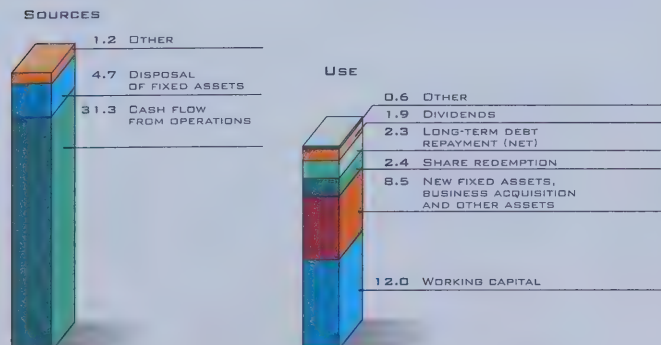 SOURCES
1.2 OTHER
4.7 DISPOSAL
OF FIXED ASSETS
31.3 CASH FLOW
FROM OPERATIONS
USE
0.6 OTHER
1.9 DIVIDENDS
2.3 LONG-TERM DEBT
REPAYMENT (NET)
2.4 SHARE REDEMPTION
8.5 NEW FIXED ASSETS,
BUSINESS ACQUISITION
AND OTHER ASSETS
12.0 WORKING CAPITAL